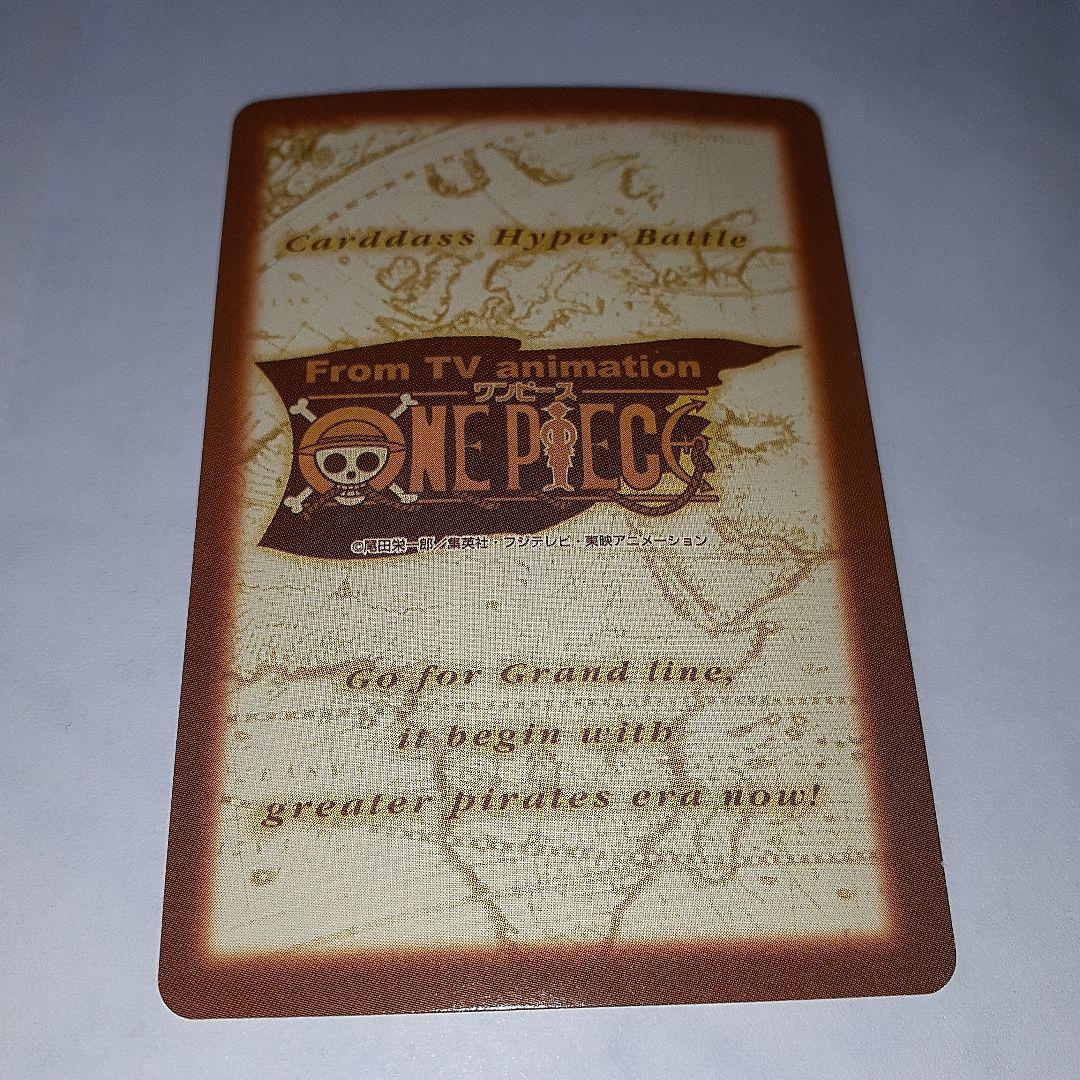 Carddass Hyper Battle
From TV animation
ワンピース
ONE PIECE
©尾田栄一郎／集英社・フジテレビ・東映アニメーション
Go for Grand line,
it begin with
greater pirates era now!